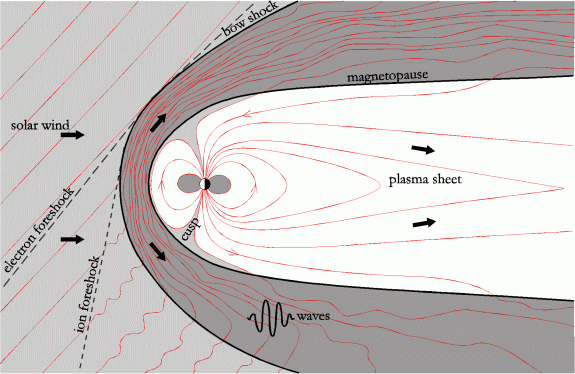 bow shock
magnetopause
solar wind
plasma sheet
electron foreshock
cusp
ion foreshock
waves